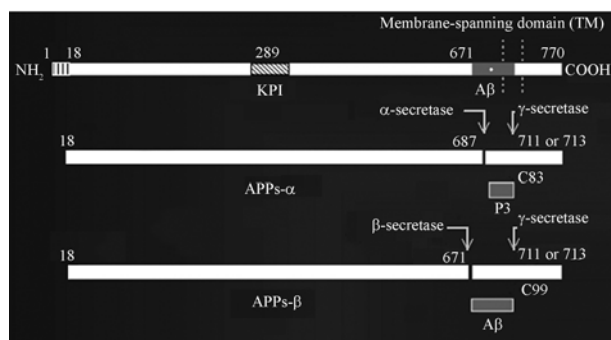 Membrane-spanning domain (TM)
1 18 289 671 770
NH2 COOH
KPI Aβ
α-secretase γ-secretase
18 687 711 or 713
APPs-α C83
P3
β-secretase γ-secretase
18 671 711 or 713
APPs-β C99
Aβ